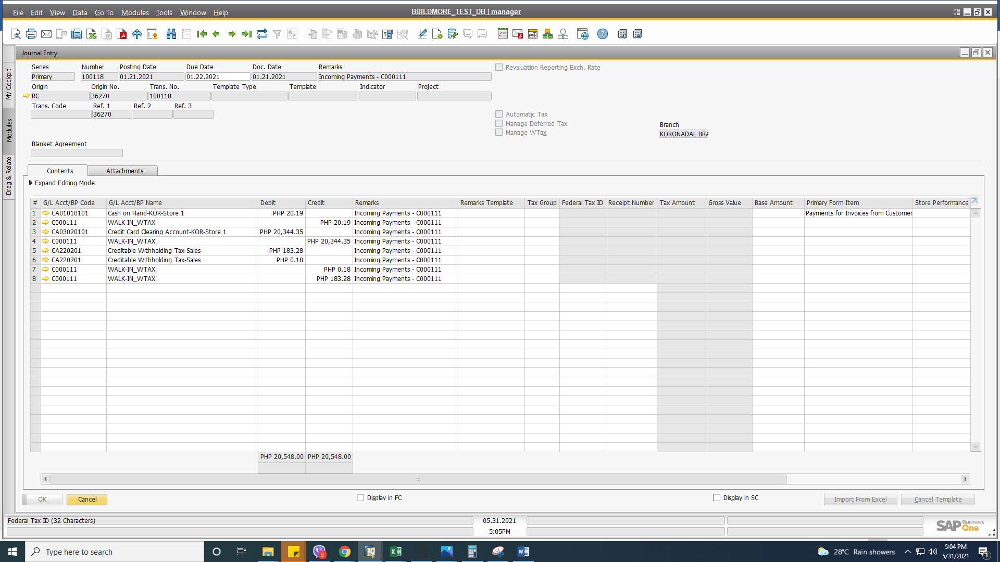 File Edit View Data Go To Modules Tools Window Help
BUILDMORE_TEST_DB | manager
Journal Entry
My Cockpit
Modules
Drag & Relate
Series Number Posting Date Due Date Doc. Date Remarks
Primary 100118 01.21.2021 01.22.2021 01.21.2021 Incoming Payments - C000111
Revaluation Reporting Exch. Rate
Origin Origin No. Trans. No. Template Type Template Indicator Project
RC 36270 100118
Trans. Code Ref. 1 Ref. 2 Ref. 3
36270
Automatic Tax
Manage Deferred Tax
Manage WTax
Branch
KORONADAL BRA
Blanket Agreement
Contents Attachments
Expand Editing Mode
# G/L Acct/BP Code G/L Acct/BP Name Debit Credit Remarks Remarks Template Tax Group Federal Tax ID Receipt Number Tax Amount Gross Value Base Amount Primary Form Item Store Performance
1 CA01010101 Cash on Hand-KOR-Store 1 PHP 20.19 Incoming Payments - C000111 Payments for Invoices from Customer
2 C000111 WALK-IN_WTAX PHP 20.19 Incoming Payments - C000111
3 CA03020101 Credit Card Clearing Account-KOR-Store 1 PHP 20,344.35 Incoming Payments - C000111
4 C000111 WALK-IN_WTAX PHP 20,344.35 Incoming Payments - C000111
5 CA220201 Creditable Withholding Tax-Sales PHP 183.28 Incoming Payments - C000111
6 CA220201 Creditable Withholding Tax-Sales PHP 0.18 Incoming Payments - C000111
7 C000111 WALK-IN_WTAX PHP 0.18 Incoming Payments - C000111
8 C000111 WALK-IN_WTAX PHP 183.28 Incoming Payments - C000111
PHP 20,548.00 PHP 20,548.00
OK Cancel Display in FC Display in SC Import From Excel Cancel Template
Federal Tax ID (32 Characters) 05.31.2021
5:05PM
SAP Business One
Type here to search
3
28°C Rain showers
5:04 PM
5/31/2021
1